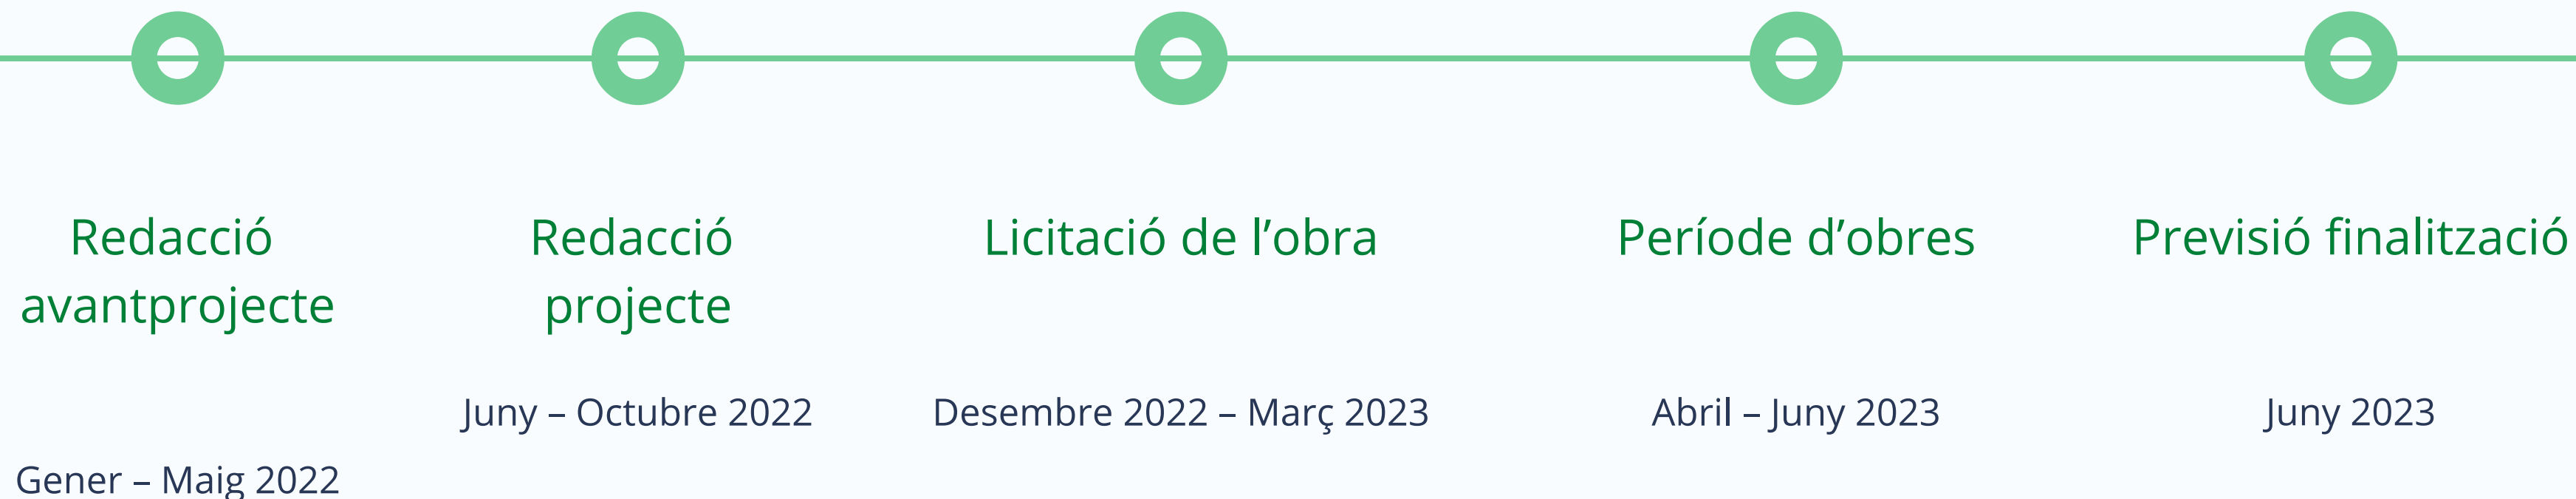 Redacció
avantprojecte
Gener – Maig 2022
Redacció
projecte
Juny – Octubre 2022
Licitació de l’obra
Desembre 2022 – Març 2023
Període d’obres
Abril – Juny 2023
Previsió finalització
Juny 2023